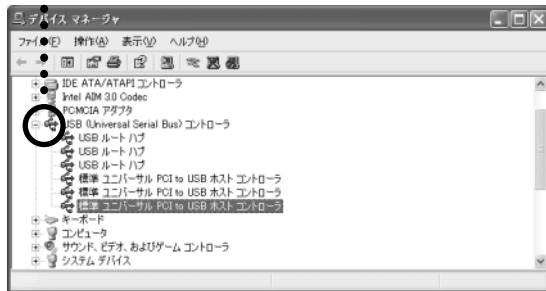 デバイス マネージャ
ファイル(F) 操作(A) 表示(V) ヘルプ(H)
IDE ATA/ATAPI コントローラ
Intel AIM 3.0 Codec
PCMCIA アダプタ
USB (Universal Serial Bus) コントローラ
USB ルート ハブ
USB ルート ハブ
USB ルート ハブ
標準 ユニバーサル PCI to USB ホスト コントローラ
標準 ユニバーサル PCI to USB ホスト コントローラ
標準 ユニバーサル PCI to USB ホスト コントローラ
キーボード
コンピュータ
サウンド、ビデオ、およびゲーム コントローラ
システム デバイス